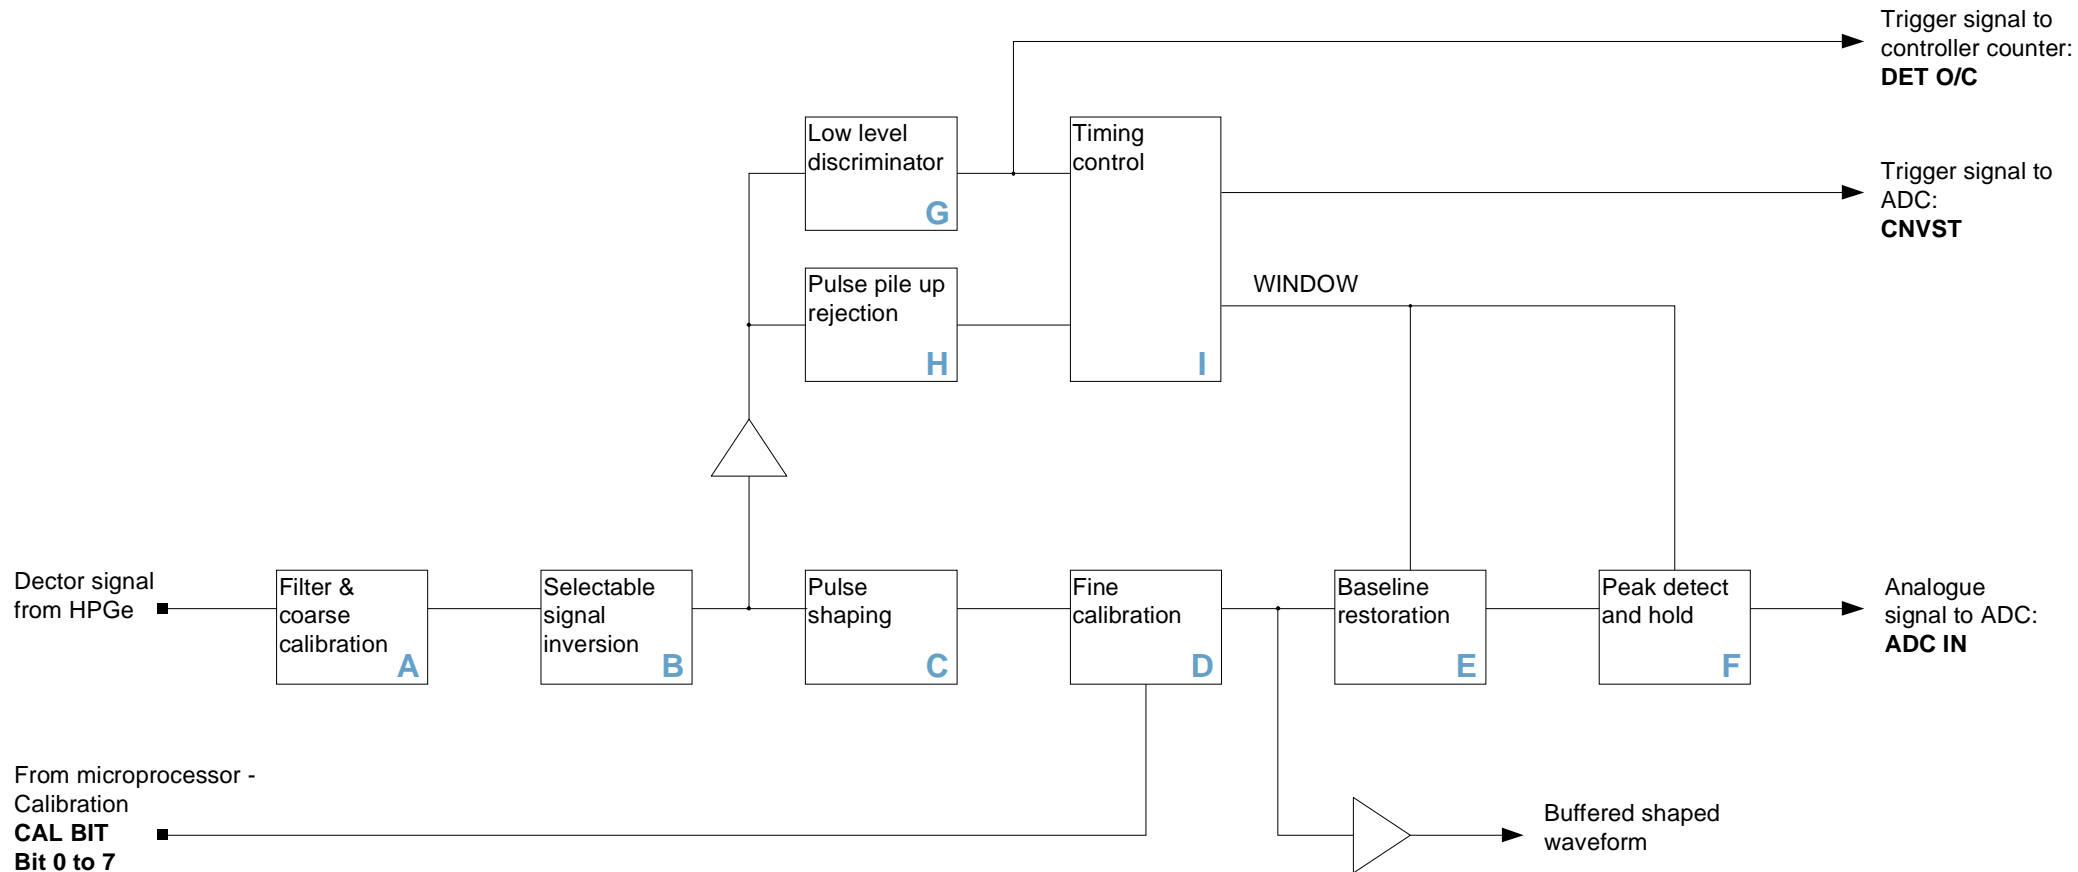 Trigger signal to
controller counter:
DET O/C
Low level
discriminator
G
Timing
control
I
Trigger signal to
ADC:
CNVST
Pulse pile up
rejection
H
WINDOW
Dector signal
from HPGe
Filter &
coarse
calibration
A
Selectable
signal
inversion
B
Pulse
shaping
C
Fine
calibration
D
Baseline
restoration
E
Peak detect
and hold
F
Analogue
signal to ADC:
ADC IN
From microprocessor -
Calibration
CAL BIT
Bit 0 to 7
Buffered shaped
waveform